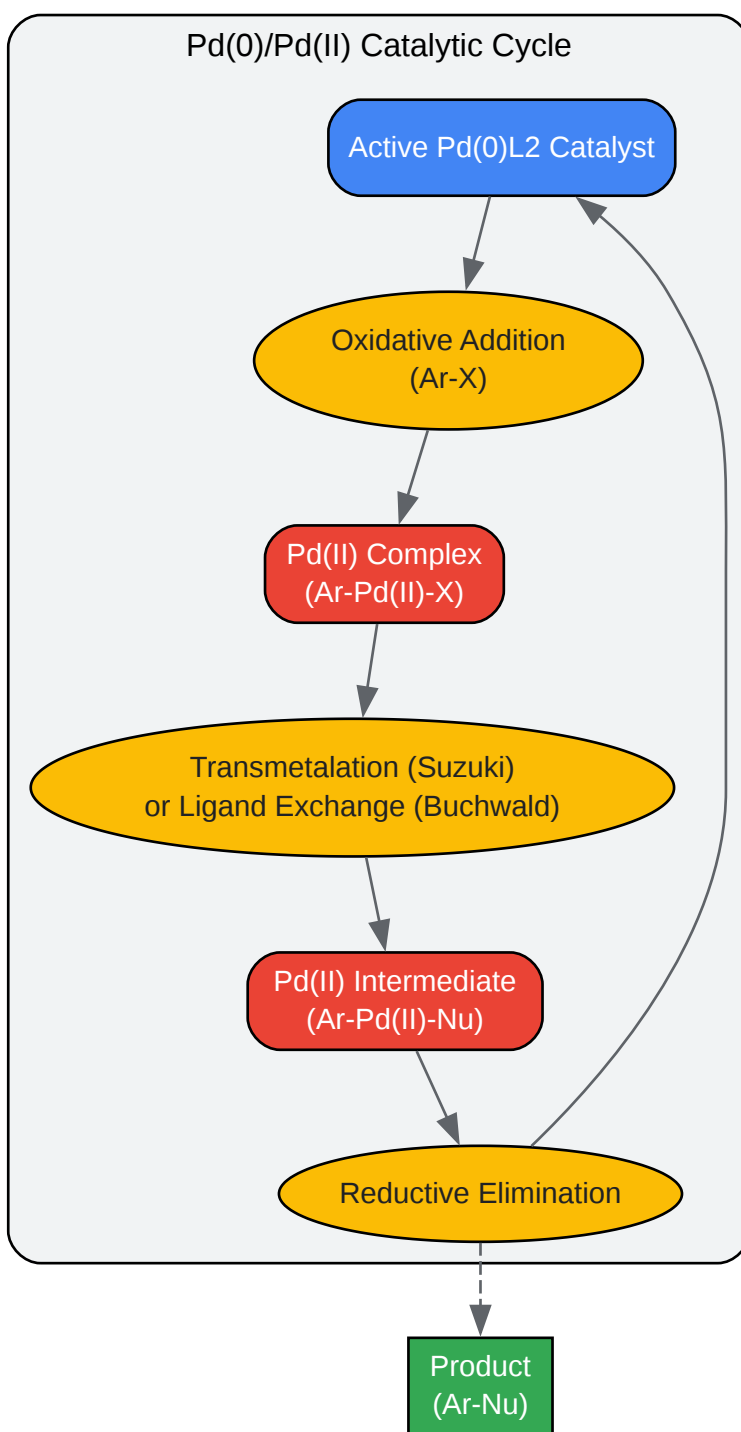 Pd(0)/Pd(II) Catalytic Cycle
Active Pd(0)L2 Catalyst
Oxidative Addition
(Ar-X)
Pd(II) Complex
(Ar-Pd(II)-X)
Transmetalation (Suzuki)
or Ligand Exchange (Buchwald)
Pd(II) Intermediate
(Ar-Pd(II)-Nu)
Reductive Elimination
Product
(Ar-Nu)